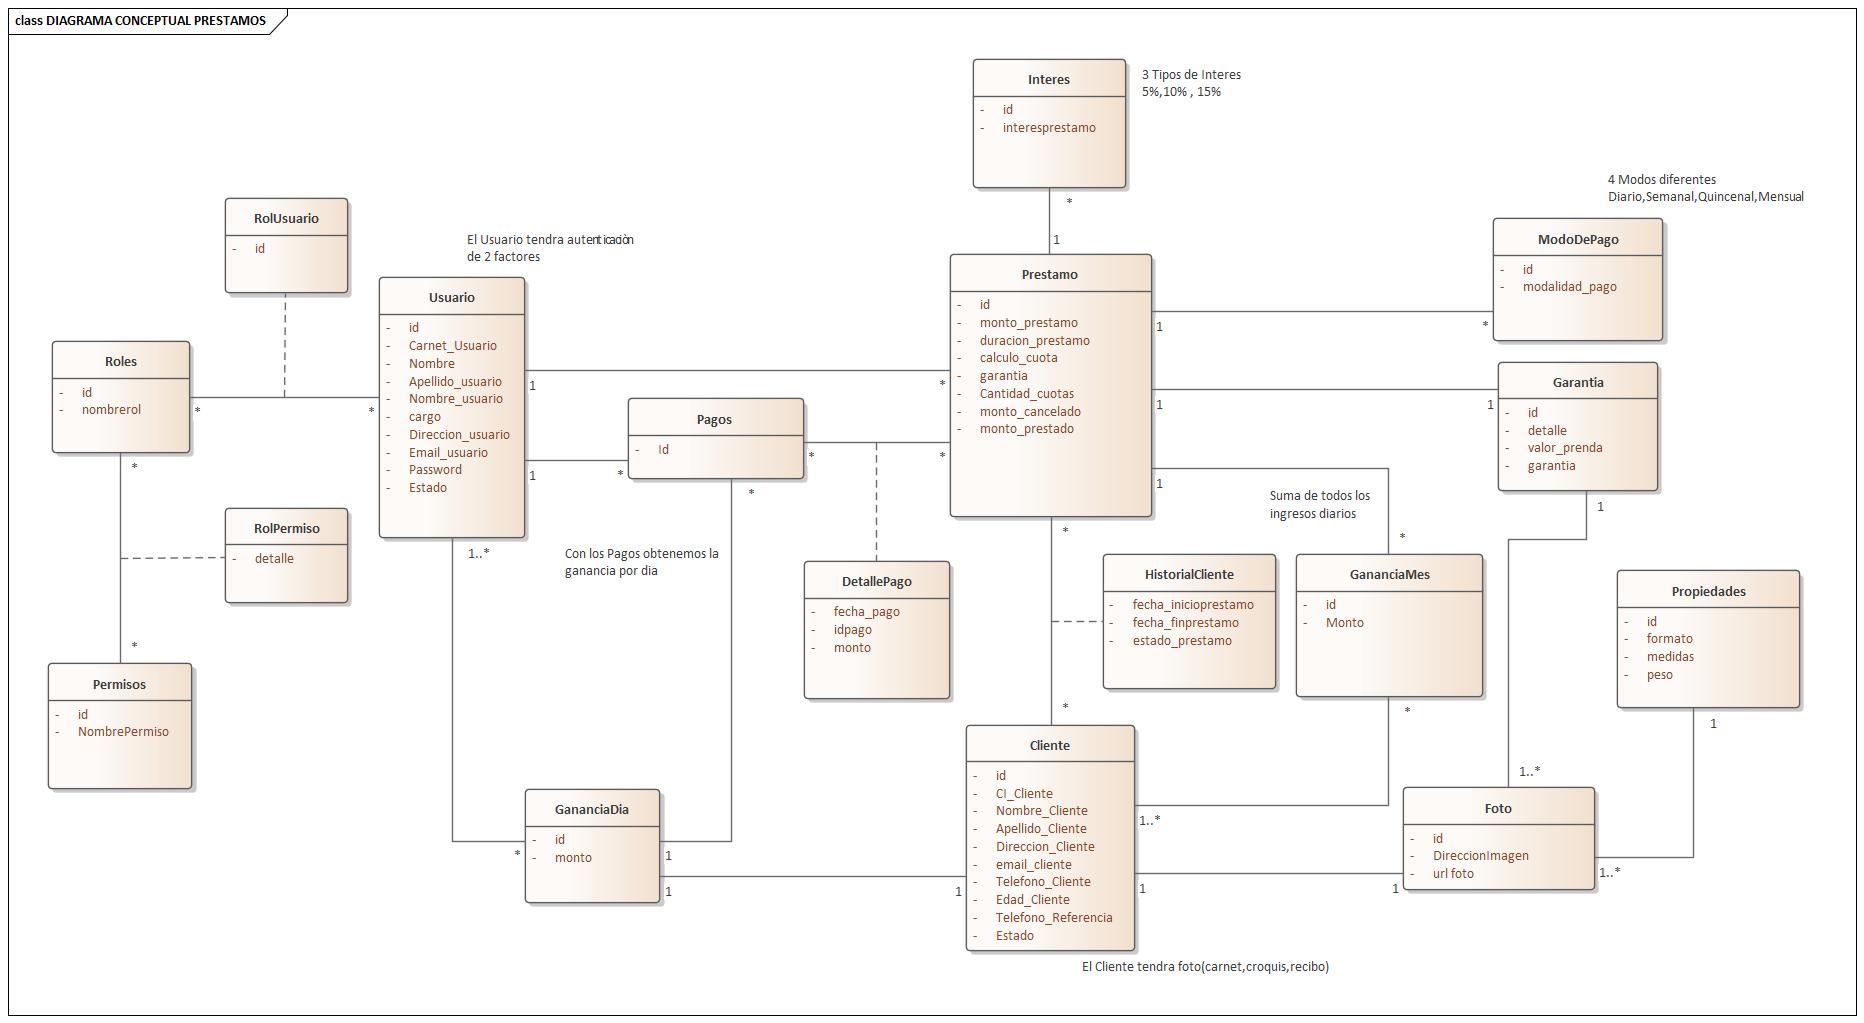 class DIAGRAMA CONCEPTUAL PRESTAMOS
Interes
- id
- interesprestamo
3 Tipos de Interes
5%,10% , 15%
*
1
4 Modos diferentes
Diario,Semanal,Quincenal,Mensual
ModoDePago
- id
- modalidad_pago
RolUsuario
- id
El Usuario tendra autenticaciòn
de 2 factores
Usuario
- id
- Carnet_Usuario
- Nombre
- Apellido_usuario
- Nombre_usuario
- cargo
- Direccion_usuario
- Email_usuario
- Password
- Estado
Prestamo
- id
- monto_prestamo
- duracion_prestamo
- calculo_cuota
- garantia
- Cantidad_cuotas
- monto_cancelado
- monto_prestado
1
*
Roles
- id
- nombrerol
*
*
1
*
Garantia
- id
- detalle
- valor_prenda
- garantia
1
1
Pagos
- Id
1
*
*
*
*
1
Suma de todos los
ingresos diarios
*
1
RolPermiso
- detalle
*
1..*
*
*
Con los Pagos obtenemos la
ganancia por dia
DetallePago
- fecha_pago
- idpago
- monto
HistorialCliente
- fecha_inicioprestamo
- fecha_finprestamo
- estado_prestamo
GananciaMes
- id
- Monto
Propiedades
- id
- formato
- medidas
- peso
Permisos
- id
- NombrePermiso
*
*
1
1..*
Cliente
- id
- CI_Cliente
- Nombre_Cliente
- Apellido_Cliente
- Direccion_Cliente
- email_cliente
- Telefono_Cliente
- Edad_Cliente
- Telefono_Referencia
- Estado
GananciaDia
- id
- monto
*
1
1
1
1..*
1
1
Foto
- id
- DireccionImagen
- url foto
1..*
El Cliente tendra foto(carnet,croquis,recibo)